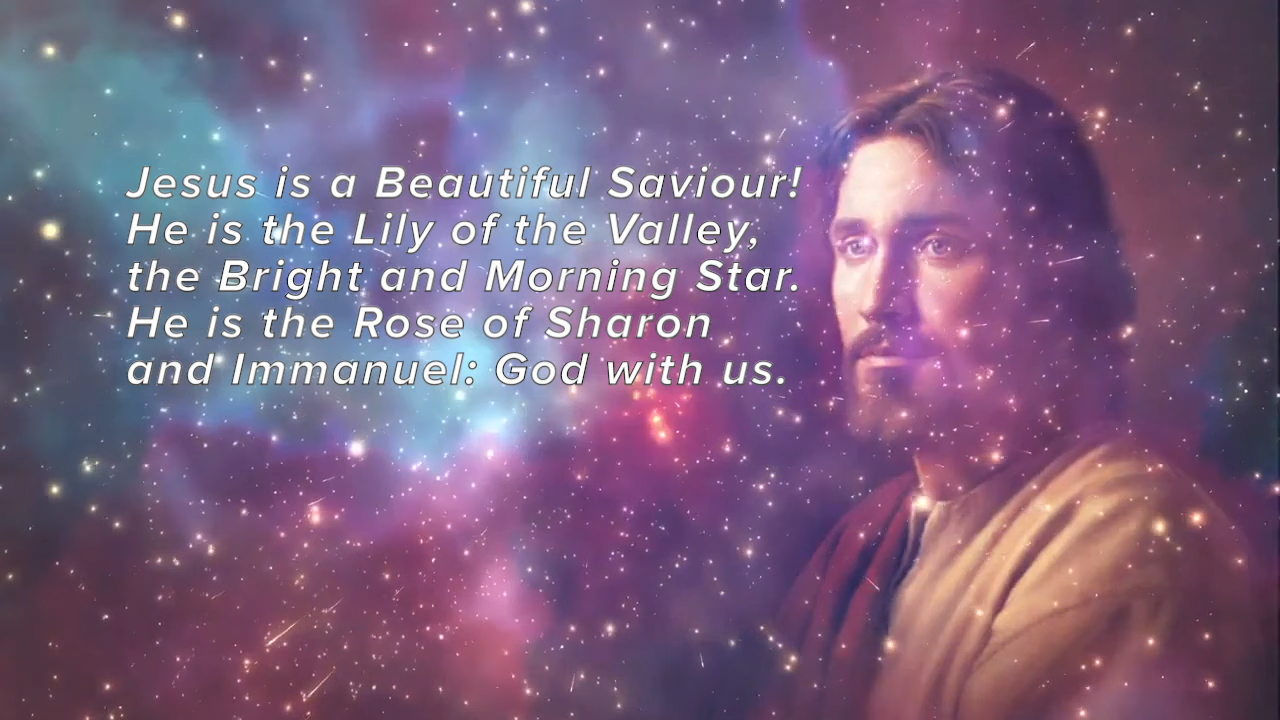 Jesus is a Beautiful Saviour!
He is the Lily of the Valley,
the Bright and Morning Star.
He is the Rose of Sharon
and Immanuel: God with us.